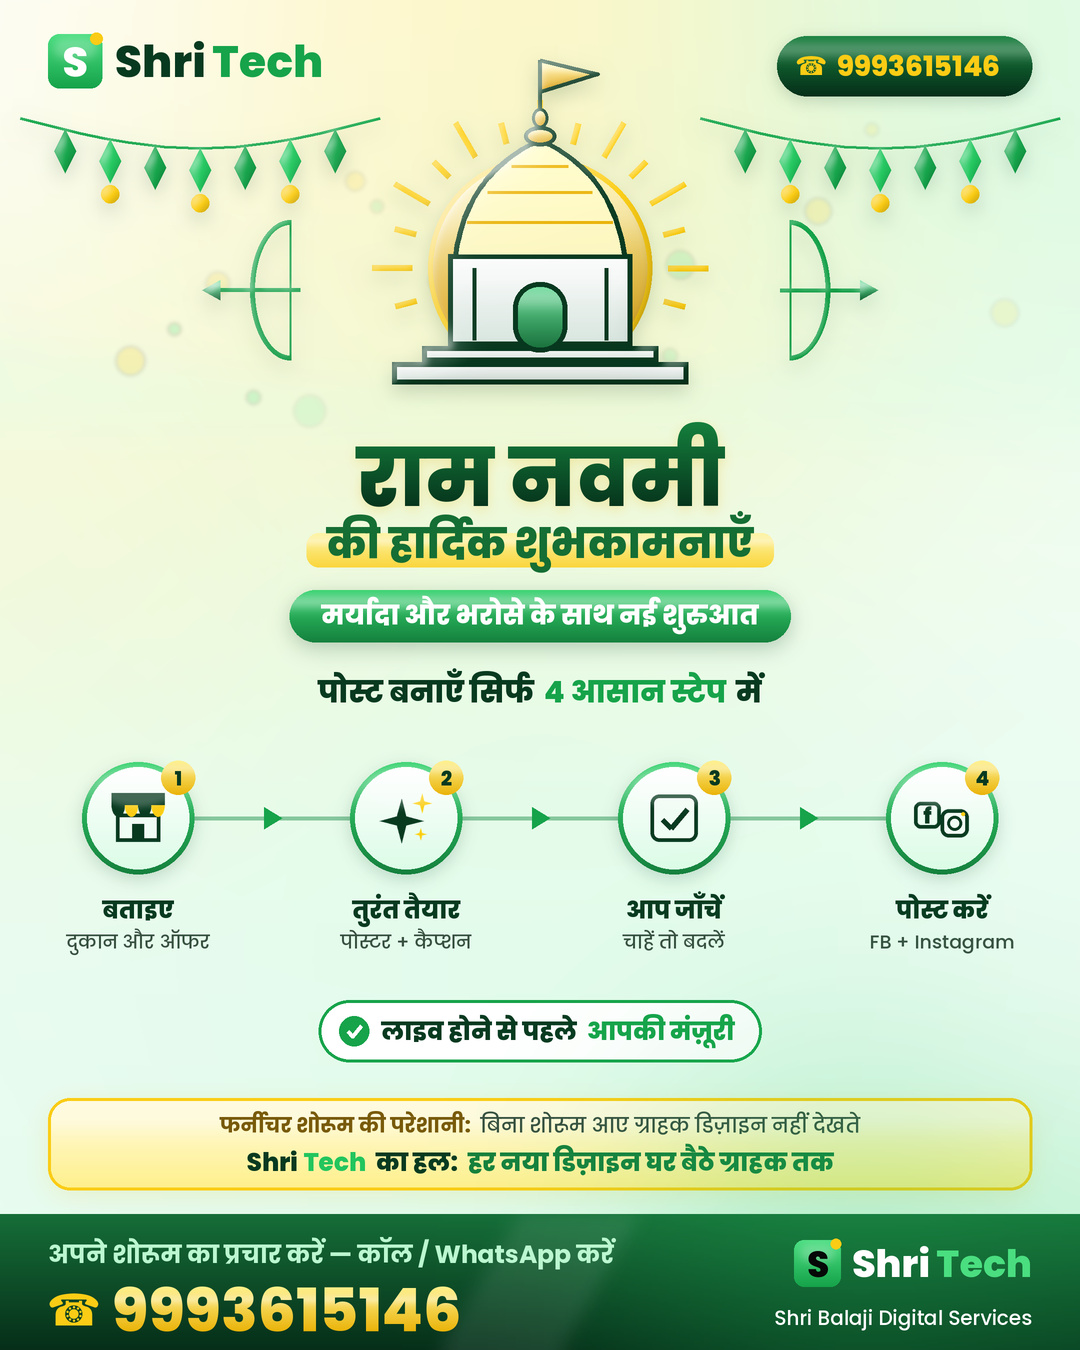 S Shri Tech
☎ 9993615146
राम नवमी
की हार्दिक शुभकामनाएँ
मर्यादा और भरोसे के साथ नई शुरुआत
पोस्ट बनाएँ सिर्फ 4 आसान स्टेप में
1
2
3
4
f
बताइए
दुकान और ऑफर
तुरंत तैयार
पोस्टर + कैप्शन
आप जाँचें
चाहें तो बदलें
पोस्ट करें
FB + Instagram
लाइव होने से पहले आपकी मंज़ूरी
फर्नीचर शोरूम की परेशानी: बिना शोरूम आए ग्राहक डिज़ाइन नहीं देखते
Shri Tech का हल: हर नया डिज़ाइन घर बैठे ग्राहक तक
अपने शोरूम का प्रचार करें — कॉल / WhatsApp करें
☎ 9993615146
S Shri Tech
Shri Balaji Digital Services